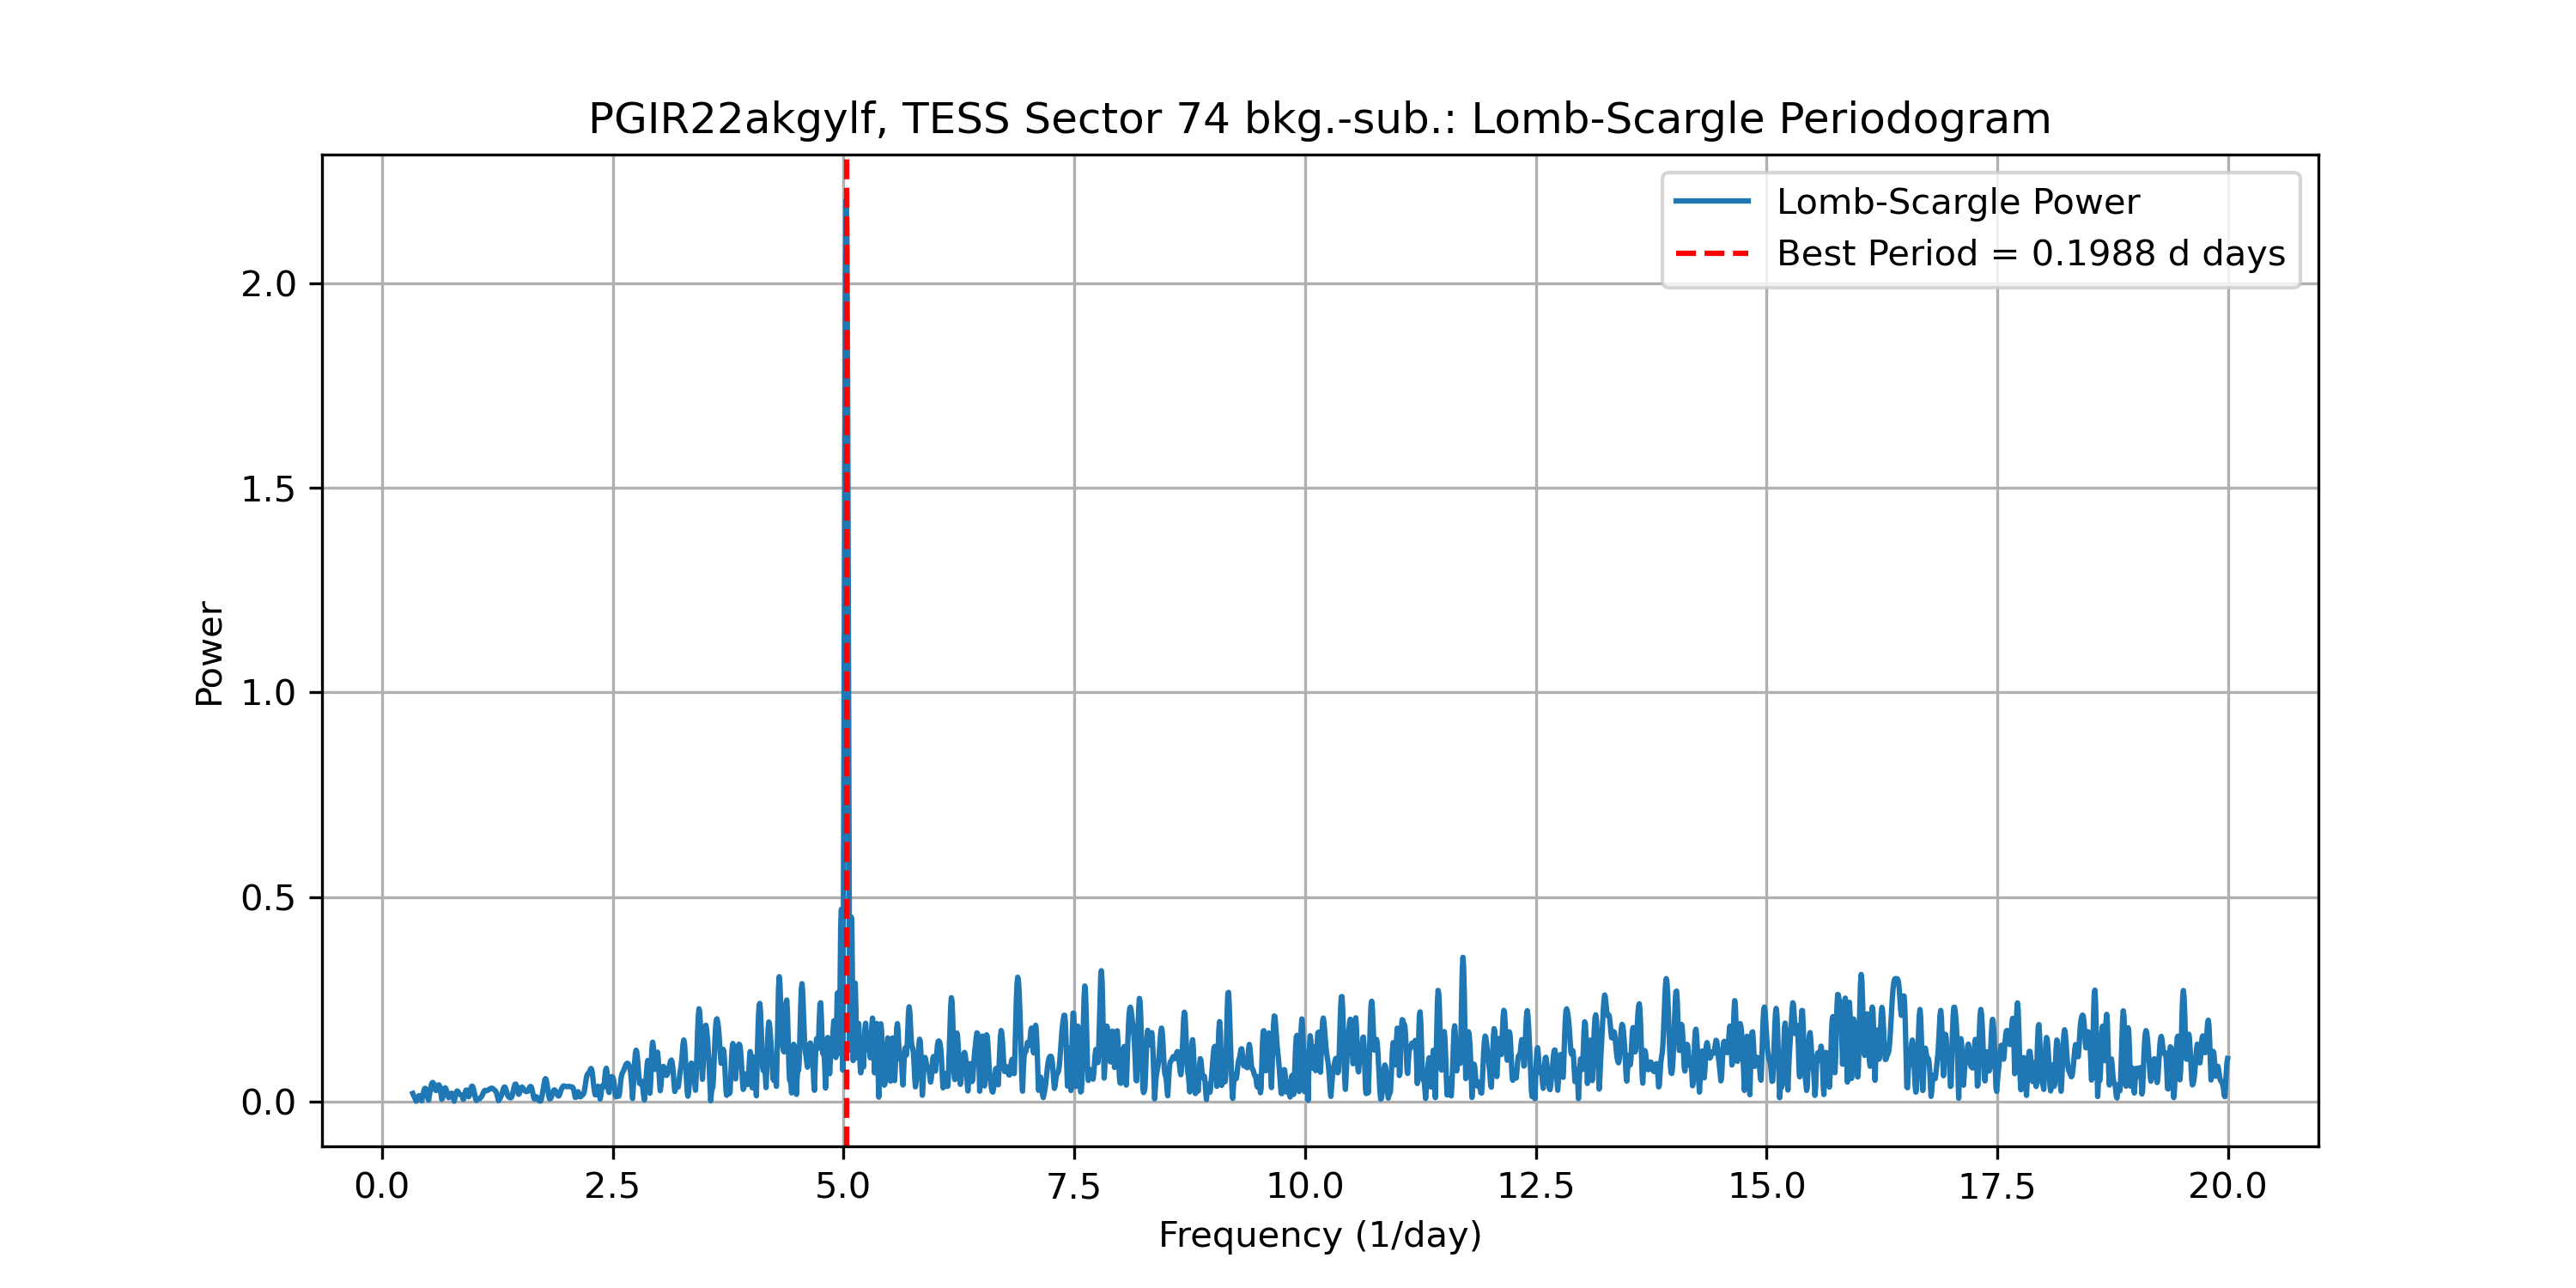 PGIR22akgylf, TESS Sector 74 bkg.-sub.: Lomb-Scargle Periodogram
Lomb-Scargle Power
Best Period = 0.1988 d days
2.0
1.5
1.0
0.5
0.0
Power
0.0 2.5 5.0 7.5 10.0 12.5 15.0 17.5 20.0
Frequency (1/day)